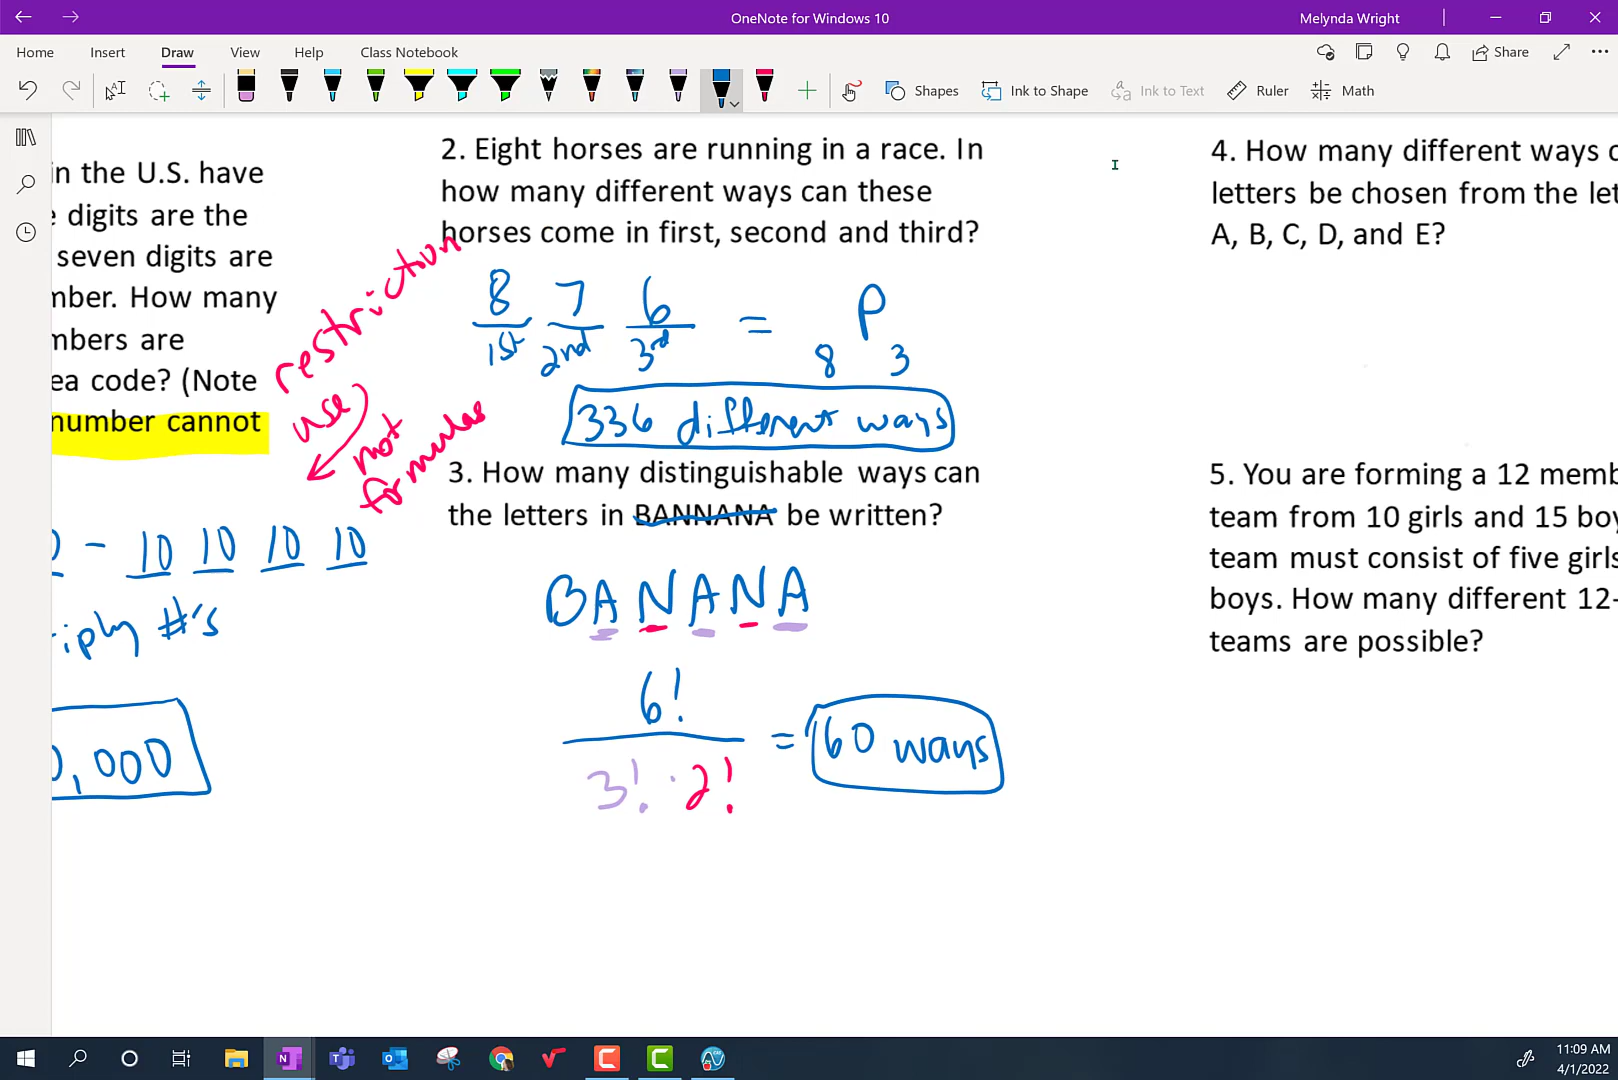 OneNote for Windows 10
Melynda Wright
Home Insert Draw View Help Class Notebook
Share
Shapes Ink to Shape Ink to Text Ruler Math
in the U.S. have
digits are the
seven digits are
mber. How many
mbers are
ea code? (Note
number cannot
restriction
use
not
formulas
- 10 10 10 10
iply #'s
0,000
2. Eight horses are running in a race. In
how many different ways can these
horses come in first, second and third?
8 7 6 = 8 P 3
1st 2nd 3rd
336 different ways
3. How many distinguishable ways can
the letters in BANNANA be written?
BANANA
6!
3! · 2!
= 60 ways
4. How many different ways
letters be chosen from the let
A, B, C, D, and E?
5. You are forming a 12 memb
team from 10 girls and 15 boy
team must consist of five girls
boys. How many different 12-
teams are possible?
11:09 AM
4/1/2022